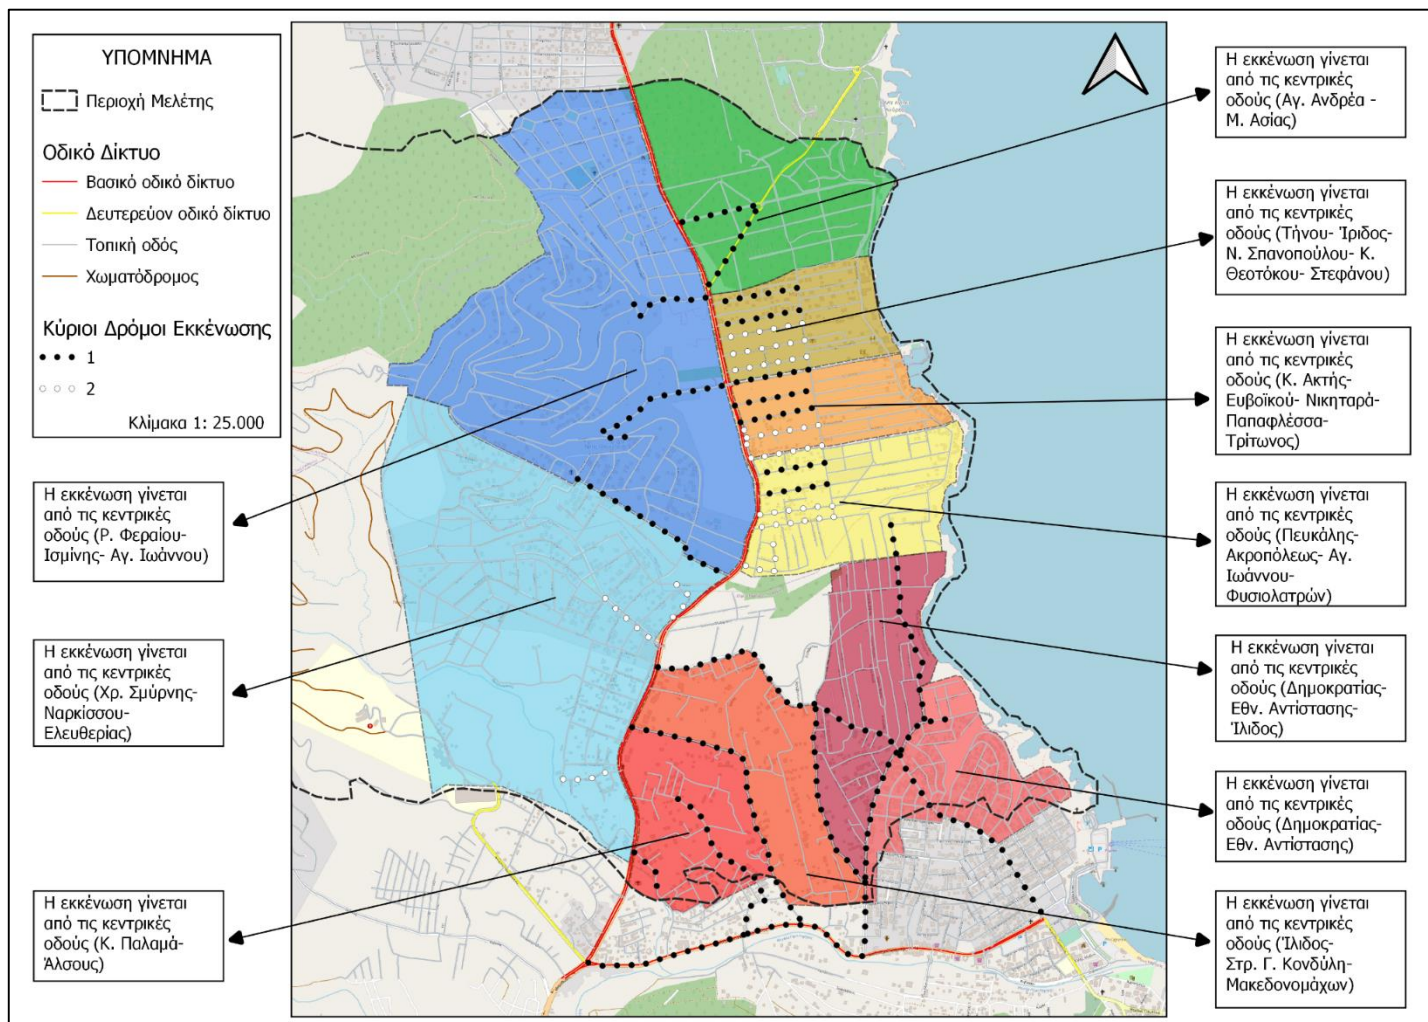 ΥΠΟΜΝΗΜΑ
Περιοχή Μελέτης
Οδικό Δίκτυο
Βασικό οδικό δίκτυο
Δευτερεύον οδικό δίκτυο
Τοπική οδός
Χωματόδρομος
Κύριοι Δρόμοι Εκκένωσης
1
2
Κλίμακα 1: 25.000
Η εκκένωση γίνεται
από τις κεντρικές
οδούς (Ρ. Φεραίου-
Ισμίνης- Αγ. Ιωάννου)
Η εκκένωση γίνεται
από τις κεντρικές
οδούς (Χρ. Σμύρνης-
Ναρκίσσου-
Ελευθερίας)
Η εκκένωση γίνεται
από τις κεντρικές
οδούς (Κ. Παλαμά-
Άλσους)
Η εκκένωση γίνεται
από τις κεντρικές
οδούς (Αγ. Ανδρέα -
Μ. Ασίας)
Η εκκένωση γίνεται
από τις κεντρικές
οδούς (Τήνου- Ίριδος-
Ν. Σπανοπούλου- Κ.
Θεοτόκου- Στεφάνου)
Η εκκένωση γίνεται
από τις κεντρικές
οδούς (Κ. Ακτής-
Ευβοϊκού- Νικηταρά-
Παπαφλέσσα-
Τρίτωνος)
Η εκκένωση γίνεται
από τις κεντρικές
οδούς (Πευκάλης-
Ακροπόλεως- Αγ.
Ιωάννου-
Φυσιολατρών)
Η εκκένωση γίνεται
από τις κεντρικές
οδούς (Δημοκρατίας-
Εθν. Αντίστασης-
Ίλιδος)
Η εκκένωση γίνεται
από τις κεντρικές
οδούς (Δημοκρατίας-
Εθν. Αντίστασης)
Η εκκένωση γίνεται
από τις κεντρικές
οδούς (Ίλιδος-
Στρ. Γ. Κονδύλη-
Μακεδονομάχων)